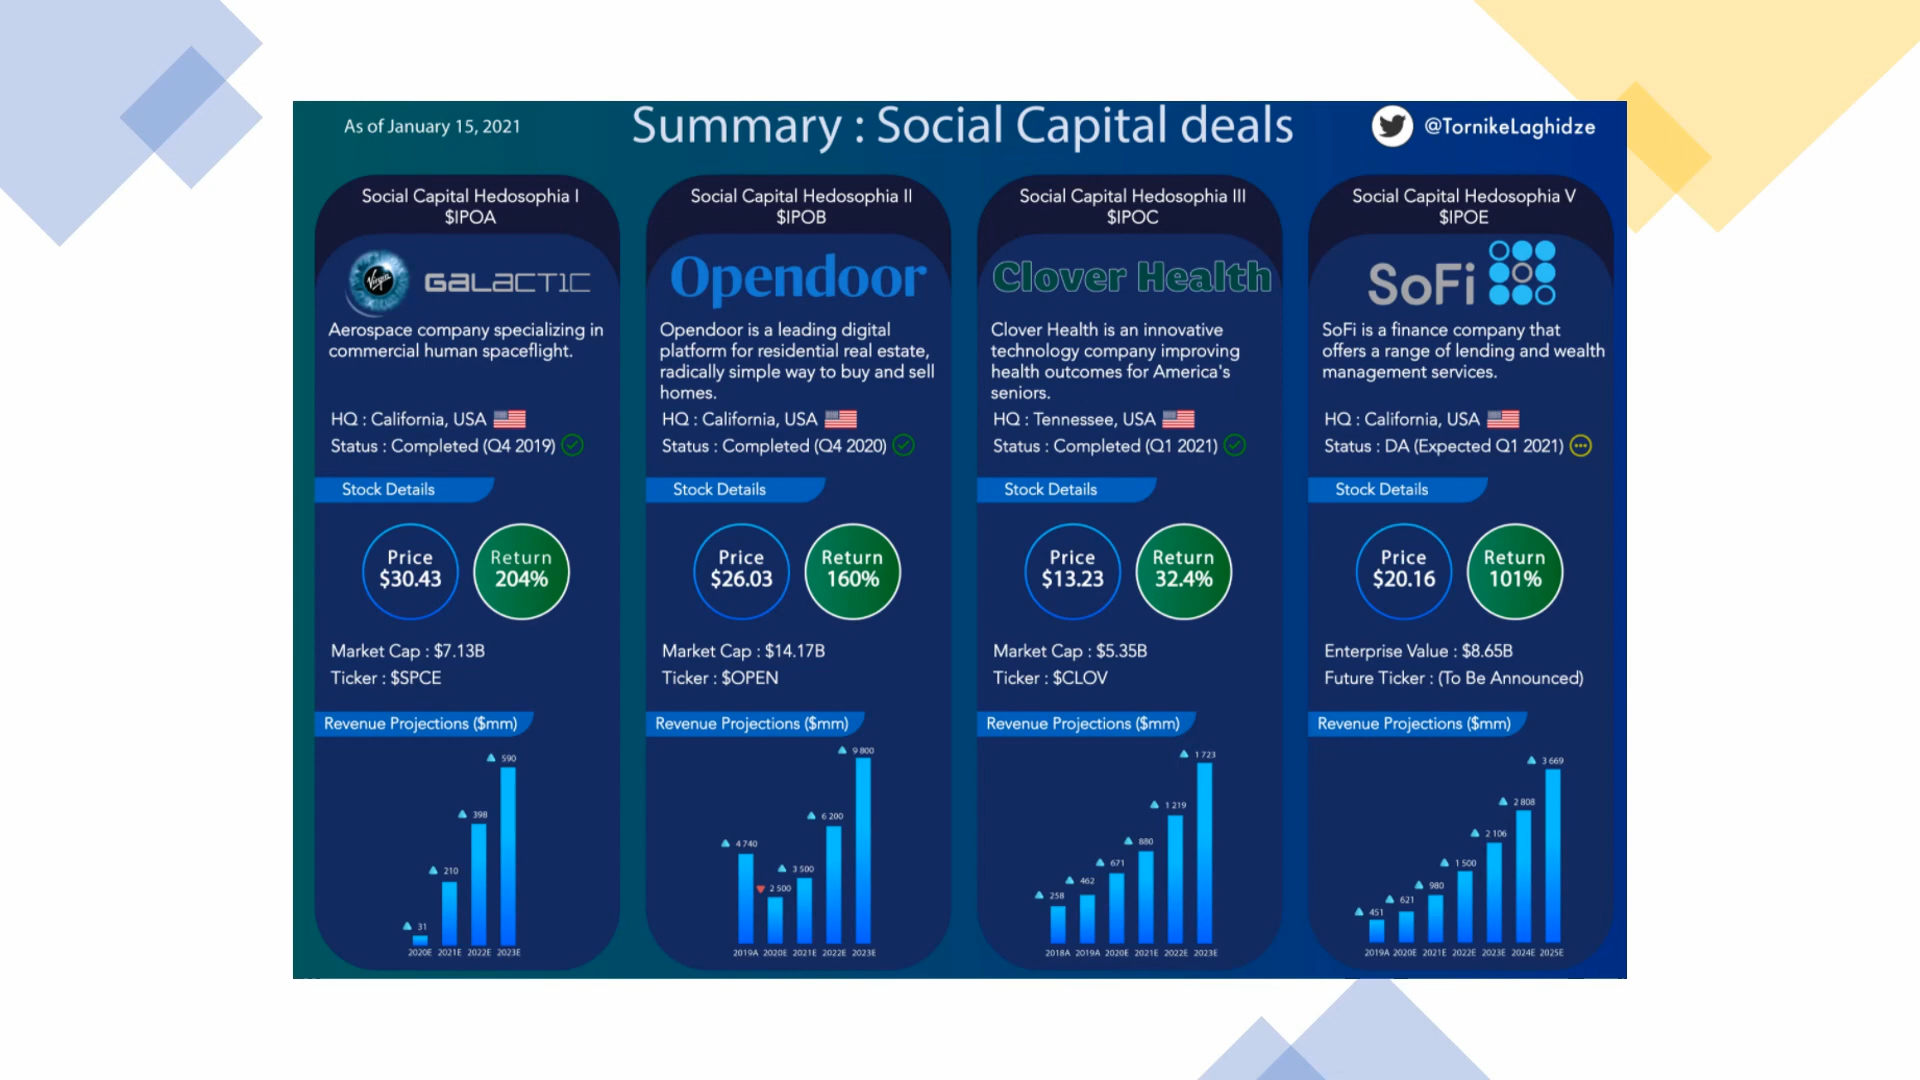 As of January 15, 2021
Summary : Social Capital deals
@TornikeLaghidze
Social Capital Hedosophia I
$IPOA
Virgin GALACTIC
Aerospace company specializing in
commercial human spaceflight.
HQ : California, USA
Status : Completed (Q4 2019)
Stock Details
Price
$30.43
Return
204%
Market Cap : $7.13B
Ticker : $SPCE
Revenue Projections ($mm)
31
210
398
590
2020E 2021E 2022E 2023E
Social Capital Hedosophia II
$IPOB
Opendoor
Opendoor is a leading digital
platform for residential real estate,
radically simple way to buy and sell
homes.
HQ : California, USA
Status : Completed (Q4 2020)
Stock Details
Price
$26.03
Return
160%
Market Cap : $14.17B
Ticker : $OPEN
Revenue Projections ($mm)
4 740
2 500
3 500
6 200
9 800
2019A 2020E 2021E 2022E 2023E
Social Capital Hedosophia III
$IPOC
Clover Health
Clover Health is an innovative
technology company improving
health outcomes for America's
seniors.
HQ : Tennessee, USA
Status : Completed (Q1 2021)
Stock Details
Price
$13.23
Return
32.4%
Market Cap : $5.35B
Ticker : $CLOV
Revenue Projections ($mm)
258
462
671
880
1 219
1 723
2018A 2019A 2020E 2021E 2022E 2023E
Social Capital Hedosophia V
$IPOE
SoFi
SoFi is a finance company that
offers a range of lending and wealth
management services.
HQ : California, USA
Status : DA (Expected Q1 2021)
Stock Details
Price
$20.16
Return
101%
Enterprise Value : $8.65B
Future Ticker : (To Be Announced)
Revenue Projections ($mm)
451
621
980
1 500
2 106
2 808
3 669
2019A 2020E 2021E 2022E 2023E 2024E 2025E